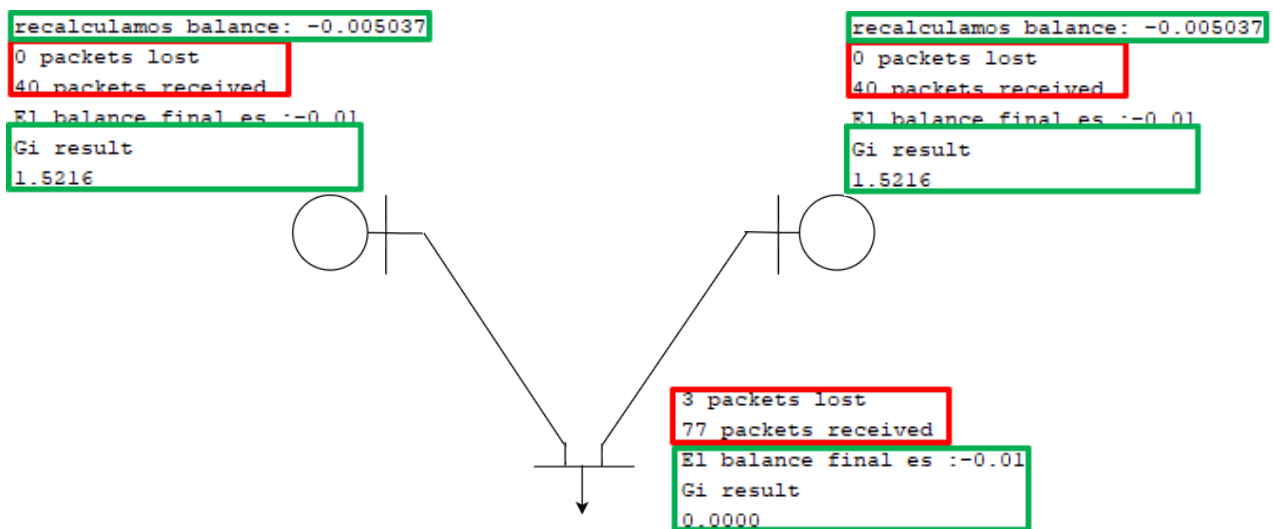 recalculamos balance: -0.005037
0 packets lost
40 packets received
El balance final es :-0.01
Gi result
1.5216
recalculamos balance: -0.005037
0 packets lost
40 packets received
El balance final es :-0.01
Gi result
1.5216
3 packets lost
77 packets received
El balance final es :-0.01
Gi result
0.0000